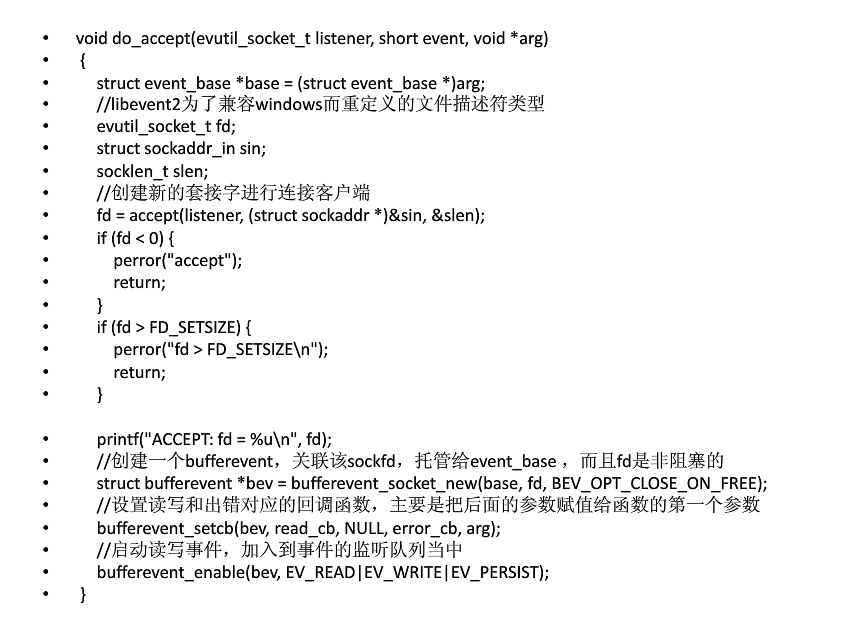 • void do_accept(evutil_socket_t listener, short event, void *arg)
• {
• struct event_base *base = (struct event_base *)arg;
• //libevent2为了兼容windows而重定义的文件描述符类型
• evutil_socket_t fd;
• struct sockaddr_in sin;
• socklen_t slen;
• //创建新的套接字进行连接客户端
• fd = accept(listener, (struct sockaddr *)&sin, &slen);
• if (fd < 0) {
• perror("accept");
• return;
• }
• if (fd > FD_SETSIZE) {
• perror("fd > FD_SETSIZE\n");
• return;
• }
• printf("ACCEPT: fd = %u\n", fd);
• //创建一个bufferevent，关联该sockfd，托管给event_base ，而且fd是非阻塞的
• struct bufferevent *bev = bufferevent_socket_new(base, fd, BEV_OPT_CLOSE_ON_FREE);
• //设置读写和出错对应的回调函数，主要是把后面的参数赋值给函数的第一个参数
• bufferevent_setcb(bev, read_cb, NULL, error_cb, arg);
• //启动读写事件，加入到事件的监听队列当中
• bufferevent_enable(bev, EV_READ|EV_WRITE|EV_PERSIST);
• }